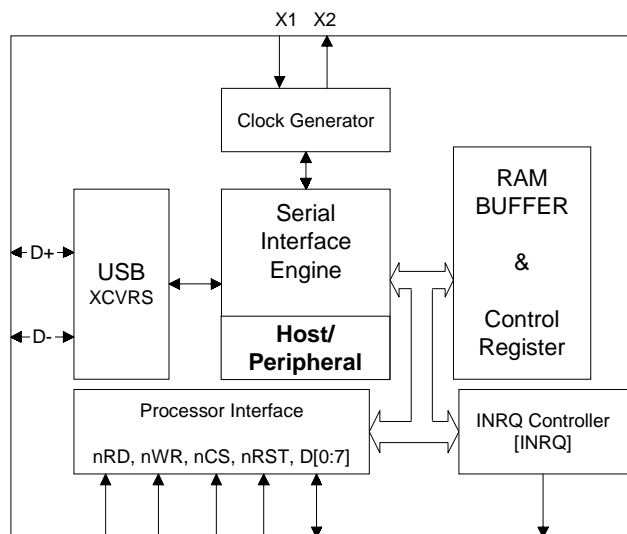 X1 X2
Clock Generator
Serial
Interface
Engine
Host/
Peripheral
RAM
BUFFER
&
Control
Register
D+
D-
USB
XCVRS
Processor Interface
nRD, nWR, nCS, nRST, D[0:7]
INRQ Controller
[INRQ]